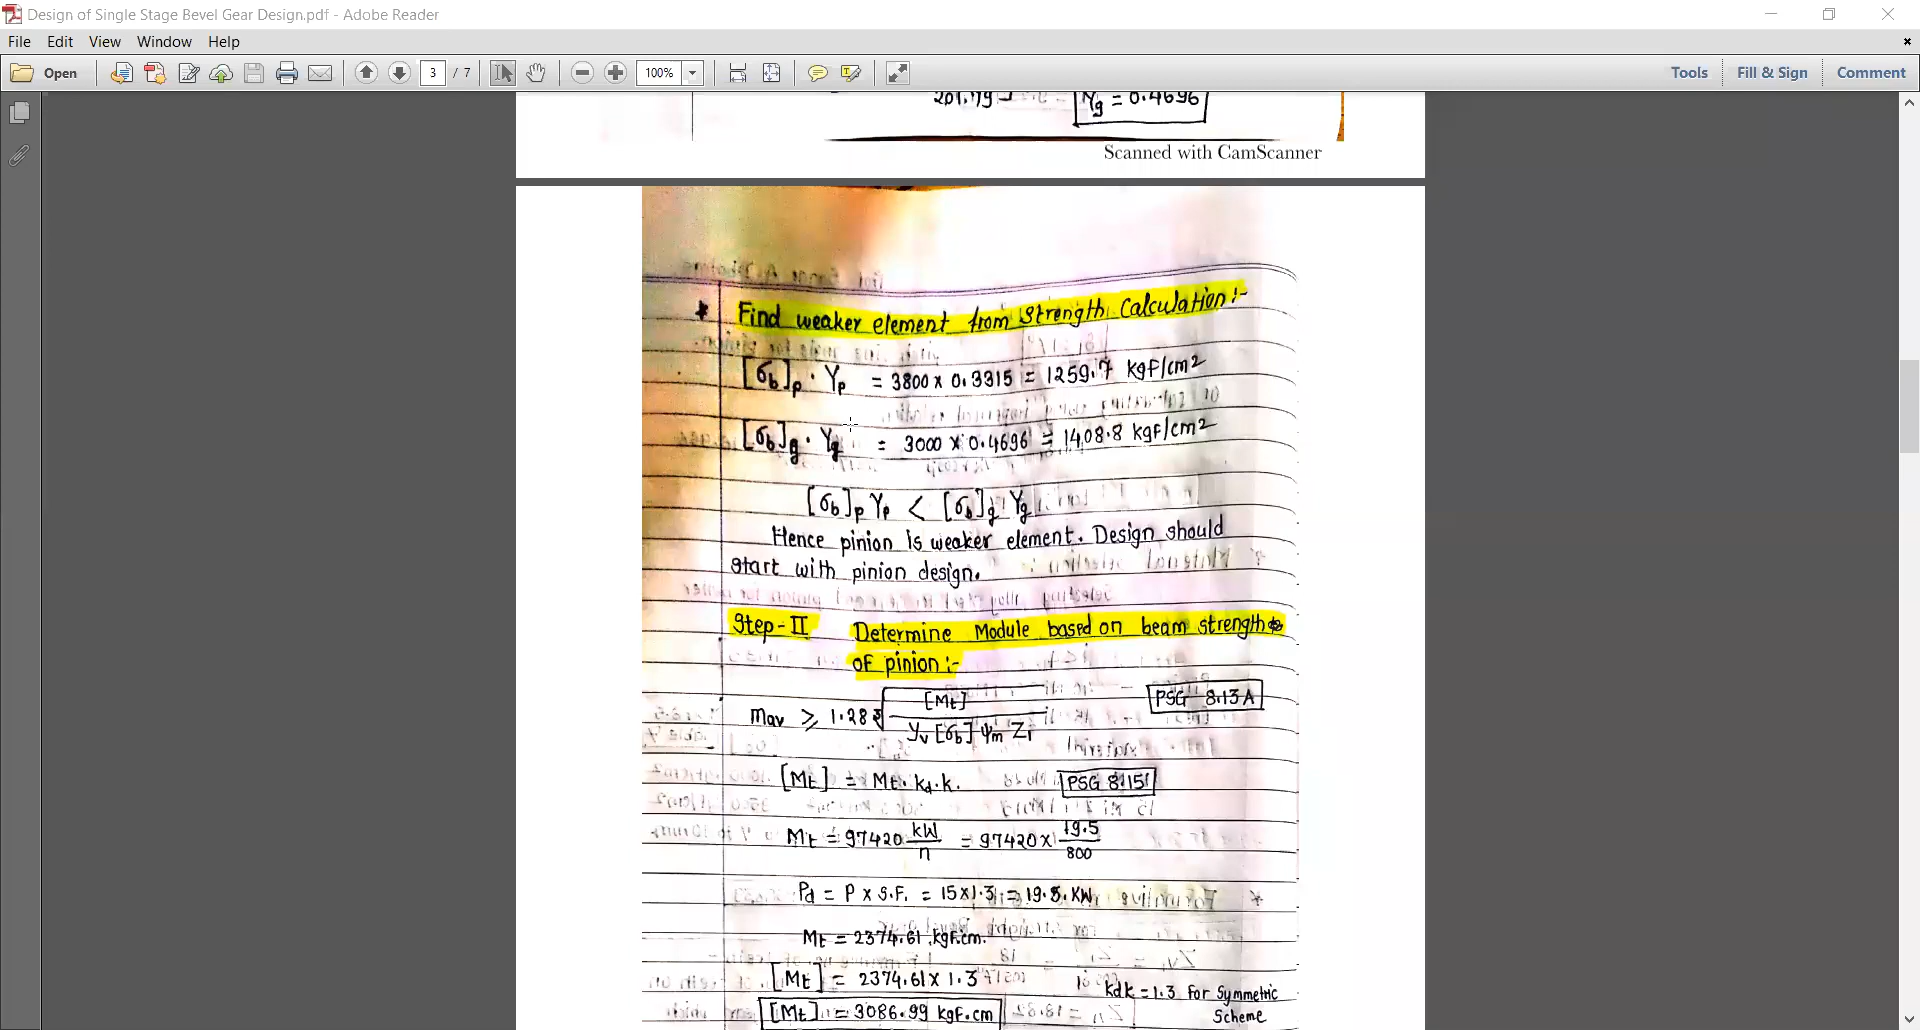 Design of Single Stage Bevel Gear Design.pdf - Adobe Reader
File Edit View Window Help
Open 3 / 7 100% Tools Fill & Sign Comment
Yg = 0.4696
Scanned with CamScanner
* Find weaker element from Strength Calculation:-
[σb]p · Yp = 3800 x 0.3315 = 1259.7 kgf/cm2
[σb]g · Yg = 3000 x 0.4696 = 1408.8 kgf/cm2
[σb]p Yp < [σb]g Yg
Hence pinion is weaker element. Design should
start with pinion design.
Step-II Determine Module based on beam strength
of pinion:-
mav ≥ 1.28 ∛ [Mt] / yv [σb] ψm Z1 PSG 8.13A
[Mt] = Mt. kd. k. PSG 8.15
Mt = 97420 kW/n = 97420 x 19.5/800
Pd = P x S.F. = 15 x 1.3 = 19.5. KW
Mt = 2374.61 kgf.cm.
[Mt] = 2374.61 x 1.3
kdk = 1.3 For Symmetric
Scheme
[Mt] = 3086.99 kgf.cm